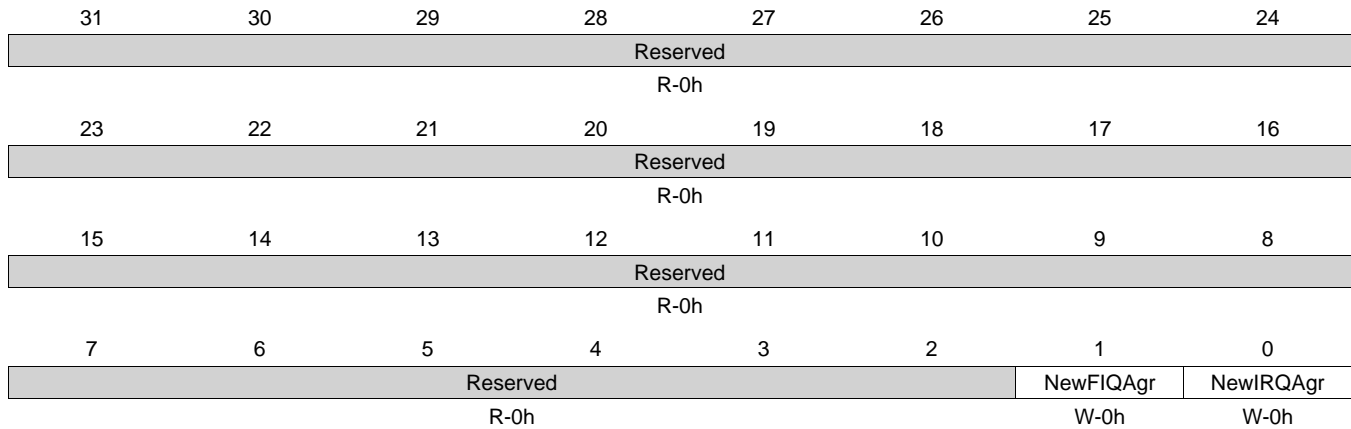 31 30 29 28 27 26 25 24
Reserved
R-0h
23 22 21 20 19 18 17 16
Reserved
R-0h
15 14 13 12 11 10 9 8
Reserved
R-0h
7 6 5 4 3 2 1 0
Reserved NewFIQAgr NewIRQAgr
R-0h W-0h W-0h